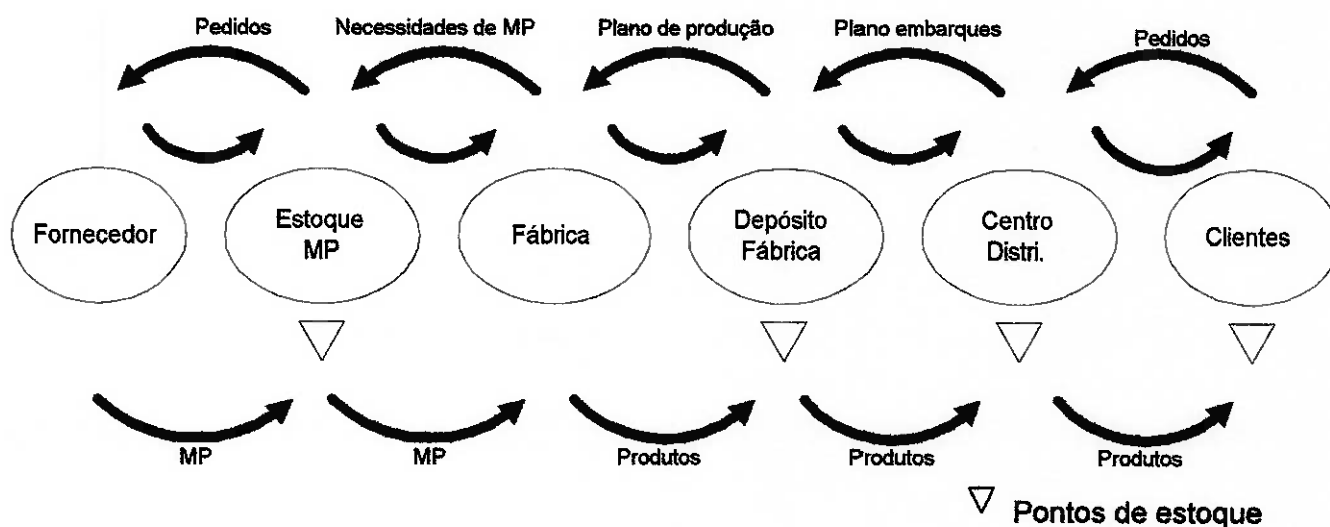 Pedidos
Necessidades de MP
Plano de produção
Plano embarques
Pedidos
Fornecedor
Estoque
MP
Fábrica
Depósito
Fábrica
Centro
Distri.
Clientes
MP
MP
Produtos
Produtos
Produtos
Pontos de estoque